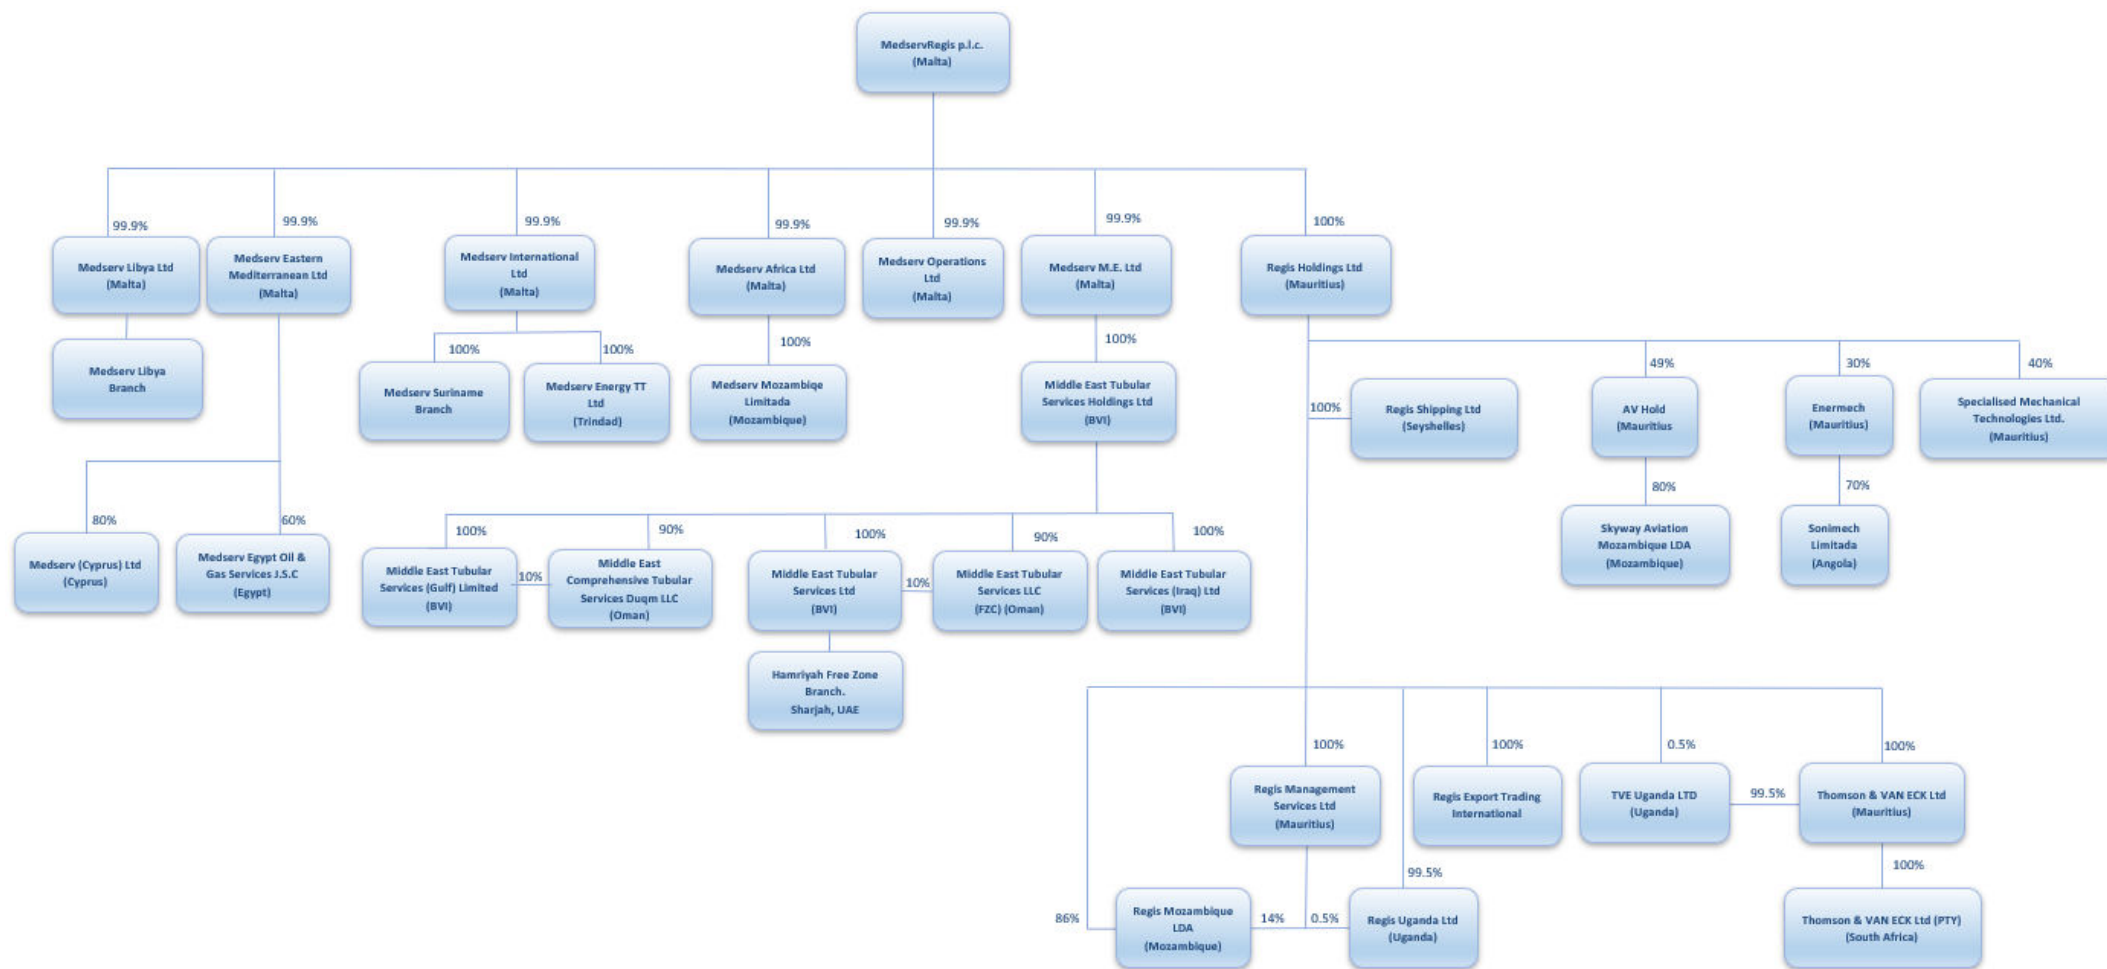 MedservRegis p.l.c.
(Malta)
99.9%
99.9%
99.9%
99.9%
99.9%
99.9%
100%
Medserv Libya Ltd
(Malta)
Medserv Eastern
Mediterranean Ltd
(Malta)
Medserv International
Ltd
(Malta)
Medserv Africa Ltd
(Malta)
Medserv Operations
Ltd
(Malta)
Medserv M.E. Ltd
(Malta)
Regis Holdings Ltd
(Mauritius)
100%
100%
100%
100%
49%
30%
40%
Medserv Libya
Branch
Medserv Suriname
Branch
Medserv Energy TT
Ltd
(Trindad)
Medserv Mozambiqe
Limitada
(Mozambique)
Middle East Tubular
Services Holdings Ltd
(BVI)
100%
Regis Shipping Ltd
(Seyshelles)
AV Hold
(Mauritius
Enermech
(Mauritius)
Specialised Mechanical
Technologies Ltd.
(Mauritius)
80%
70%
80%
60%
100%
90%
100%
90%
100%
Medserv (Cyprus) Ltd
(Cyprus)
Medserv Egypt Oil &
Gas Services J.S.C
(Egypt)
Middle East Tubular
Services (Gulf) Limited
(BVI)
10%
Middle East
Comprehensive Tubular
Services Duqm LLC
(Oman)
Middle East Tubular
Services Ltd
(BVI)
10%
Middle East Tubular
Services LLC
(FZC) (Oman)
Middle East Tubular
Services (Iraq) Ltd
(BVI)
Skyway Aviation
Mozambique LDA
(Mozambique)
Sonimech
Limitada
(Angola)
Hamriyah Free Zone
Branch.
Sharjah, UAE
100%
100%
0.5%
100%
Regis Management
Services Ltd
(Mauritius)
Regis Export Trading
International
TVE Uganda LTD
(Uganda)
99.5%
Thomson & VAN ECK Ltd
(Mauritius)
99.5%
100%
86%
Regis Mozambique
LDA
(Mozambique)
14%
0.5%
Regis Uganda Ltd
(Uganda)
Thomson & VAN ECK Ltd (PTY)
(South Africa)